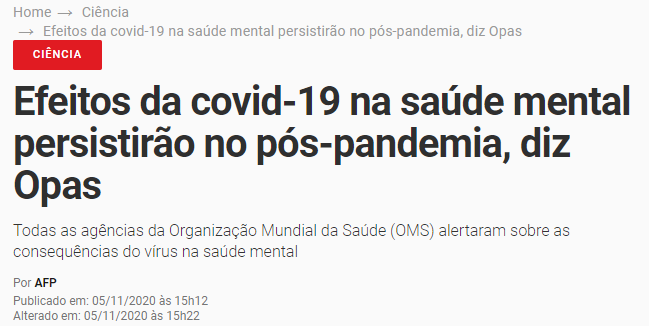 Home → Ciência
→ Efeitos da covid-19 na saúde mental persistirão no pós-pandemia, diz Opas
CIÊNCIA
Efeitos da covid-19 na saúde mental
persistirão no pós-pandemia, diz
Opas
Todas as agências da Organização Mundial da Saúde (OMS) alertaram sobre as
consequências do vírus na saúde mental
Por AFP
Publicado em: 05/11/2020 às 15h12
Alterado em: 05/11/2020 às 15h22